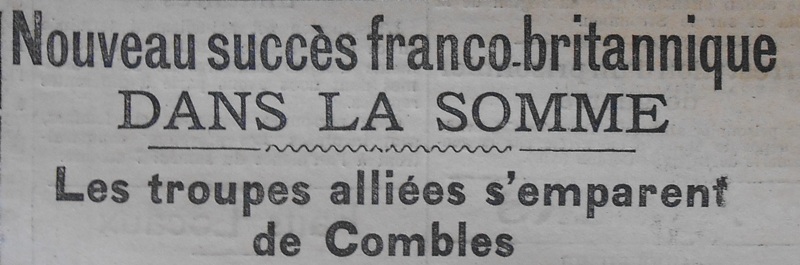 Nouveau succès franco-britannique
DANS LA SOMME
Les troupes alliées s'emparent
de Combles